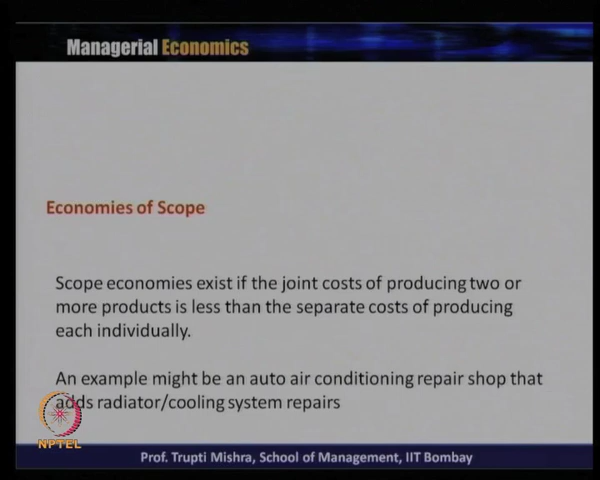 Managerial Economics
Economies of Scope
Scope economies exist if the joint costs of producing two or
more products is less than the separate costs of producing
each individually.
An example might be an auto air conditioning repair shop that
adds radiator/cooling system repairs
NPTEL
Prof. Trupti Mishra, School of Management, IIT Bombay